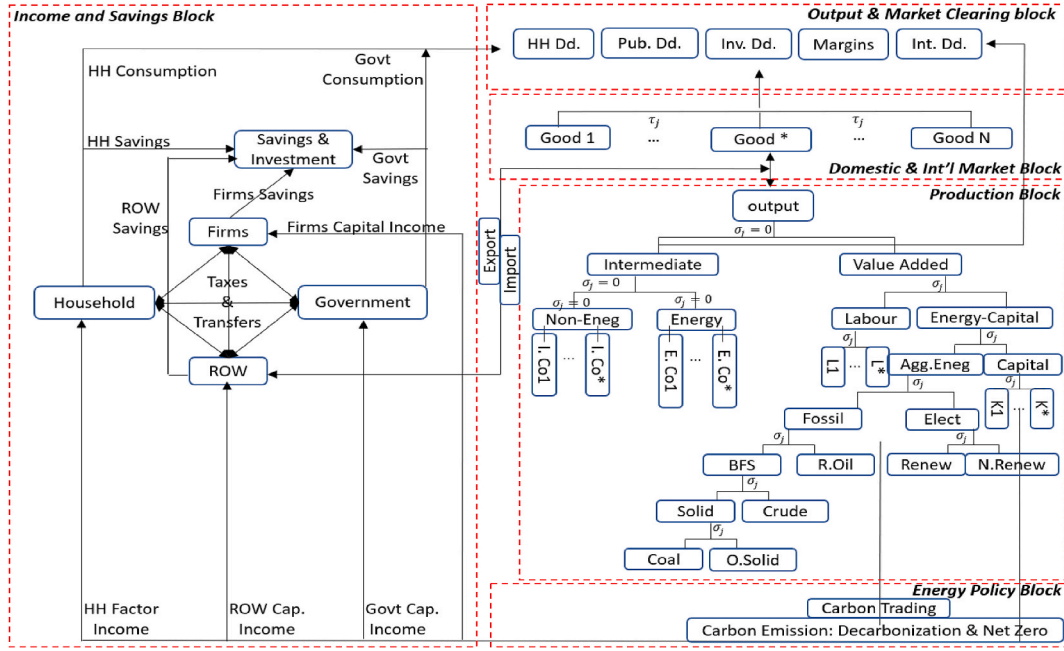 Income and Savings Block
HH Consumption
Govt
Consumption
HH Savings
Savings &
Investment
Govt
Savings
ROW
Savings
Firms Savings
Firms
Firms Capital Income
Household
Taxes
&
Transfers
Government
ROW
HH Factor
Income
ROW Cap.
Income
Govt Cap.
Income
Export
Import
Output & Market Clearing block
HH Dd.
Pub. Dd.
Inv. Dd.
Margins
Int. Dd.
τj
τj
Good 1
...
Good *
...
Good N
Domestic & Int'l Market Block
Production Block
output
σj = 0
Intermediate
Value Added
σj = 0
σj
σj = 0
σj = 0
Non-Eneg
Energy
Labour
Energy-Capital
I. Co1
...
I. Co*
E. Co1
...
E. Co*
σj
σj
L1
...
L*
Agg.Eneg
Capital
σj
σj
K1
...
K*
Fossil
Elect
σj
σj
BFS
R.Oil
Renew
N.Renew
σj
Solid
Crude
σj
Coal
O.Solid
Energy Policy Block
Carbon Trading
Carbon Emission: Decarbonization & Net Zero